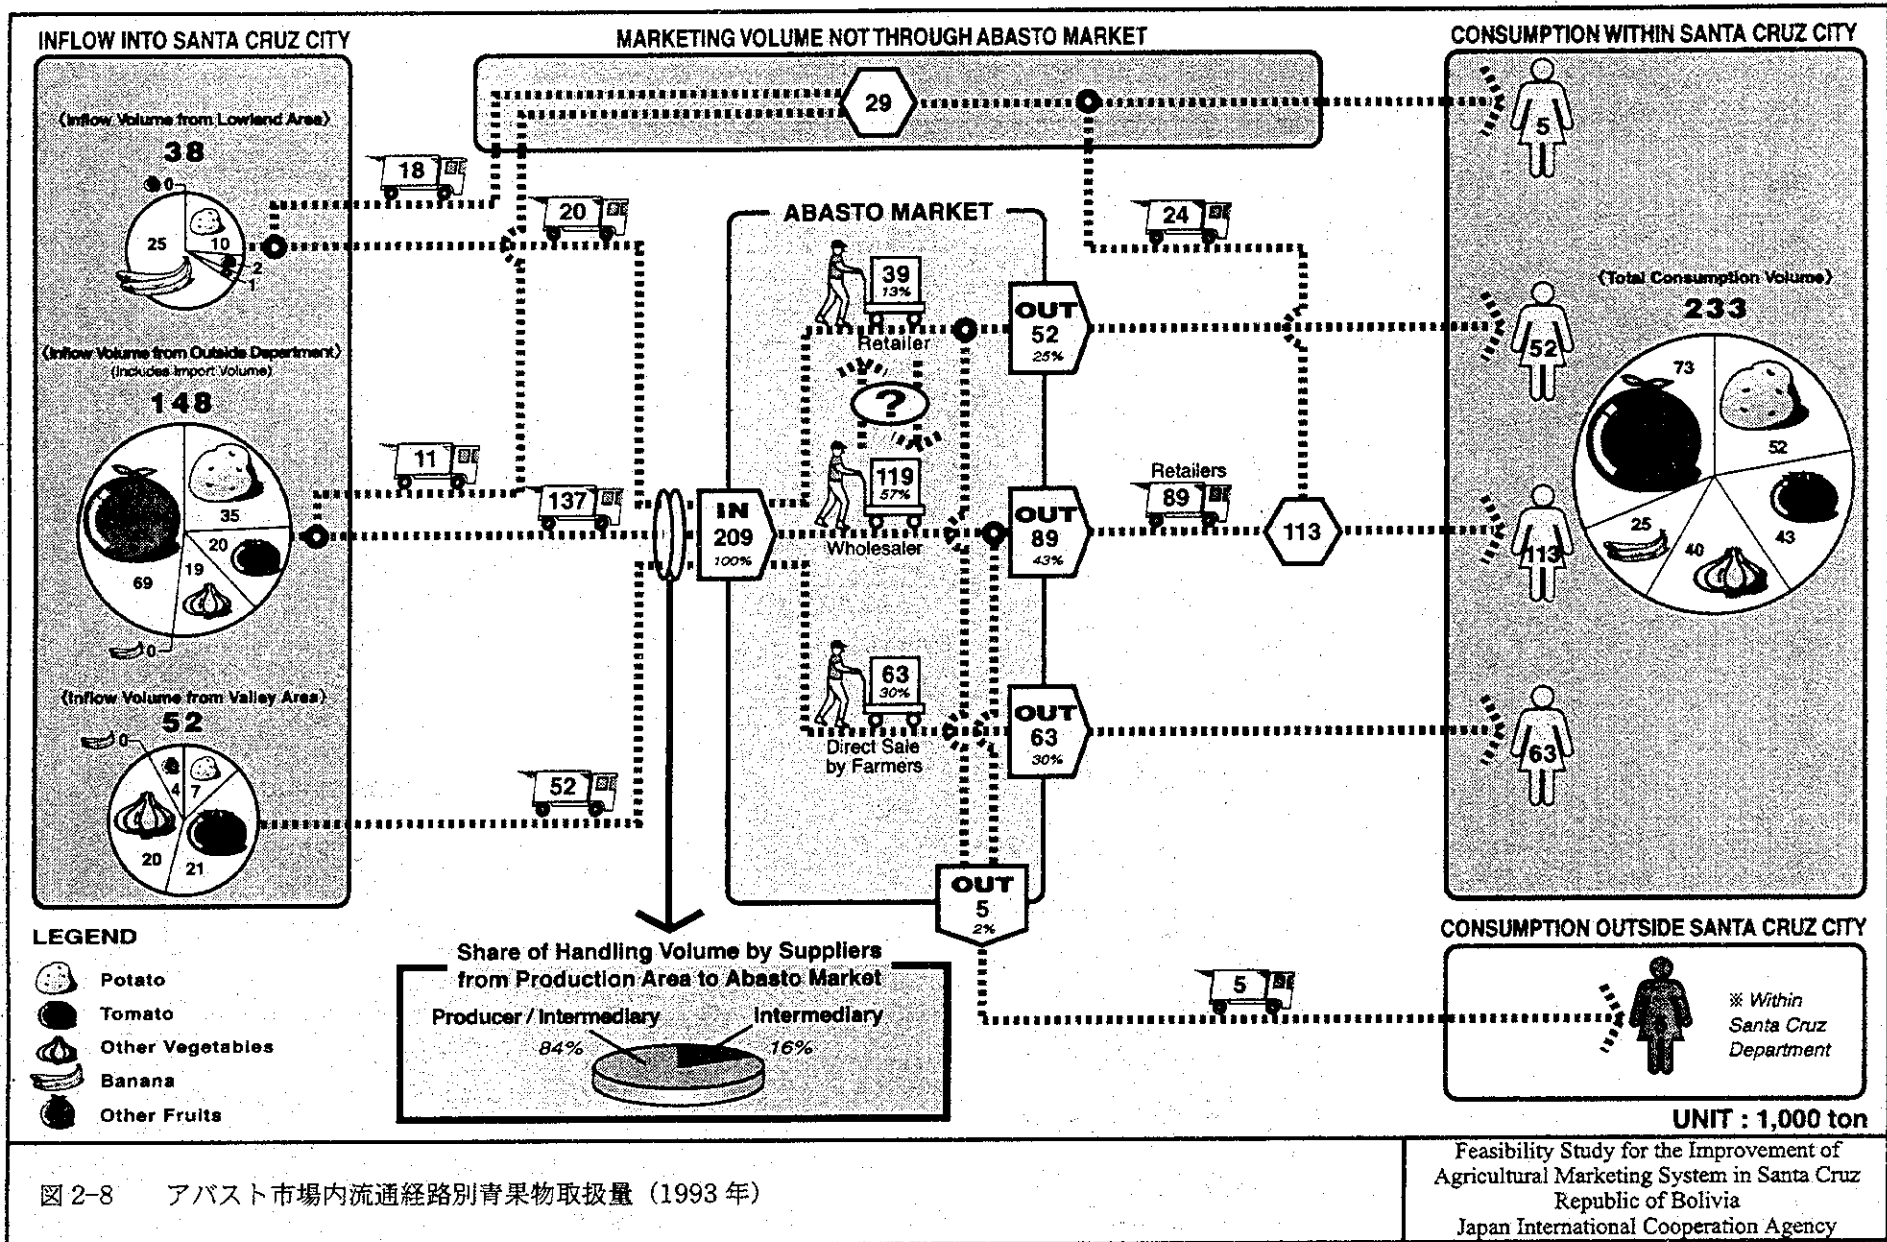 INFLOW INTO SANTA CRUZ CITY
(Inflow Volume from Lowland Area)
38
0
25
10
2
1
(Inflow Volume from Outside Department)
(Includes Import Volume)
148
35
20
19
69
0
(Inflow Volume from Valley Area)
52
0
4
7
20
21
18
20
11
137
52
MARKETING VOLUME NOT THROUGH ABASTO MARKET
29
ABASTO MARKET
39
13%
Retailer
?
119
57%
Wholesaler
63
30%
Direct Sale
by Farmers
IN
209
100%
OUT
52
25%
OUT
89
43%
OUT
63
30%
OUT
5
2%
24
Retailers
89
113
5
CONSUMPTION WITHIN SANTA CRUZ CITY
5
52
113
63
(Total Consumption Volume)
233
73
52
43
40
25
CONSUMPTION OUTSIDE SANTA CRUZ CITY
※ Within
Santa Cruz
Department
UNIT : 1,000 ton
LEGEND
Potato
Tomato
Other Vegetables
Banana
Other Fruits
Share of Handling Volume by Suppliers
from Production Area to Abasto Market
Producer / Intermediary
84%
Intermediary
16%
図 2-8 アバスト市場内流通経路別青果物取扱量 (1993 年)
Feasibility Study for the Improvement of
Agricultural Marketing System in Santa Cruz
Republic of Bolivia
Japan International Cooperation Agency